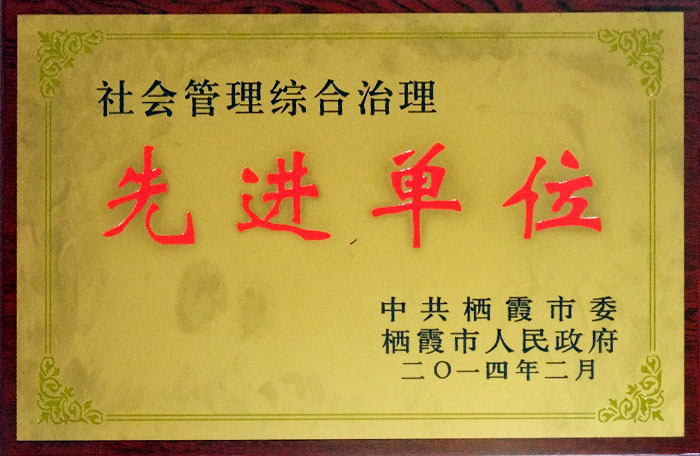 社会管理综合治理
先进单位
中共栖霞市委
栖霞市人民政府
二〇一四年二月